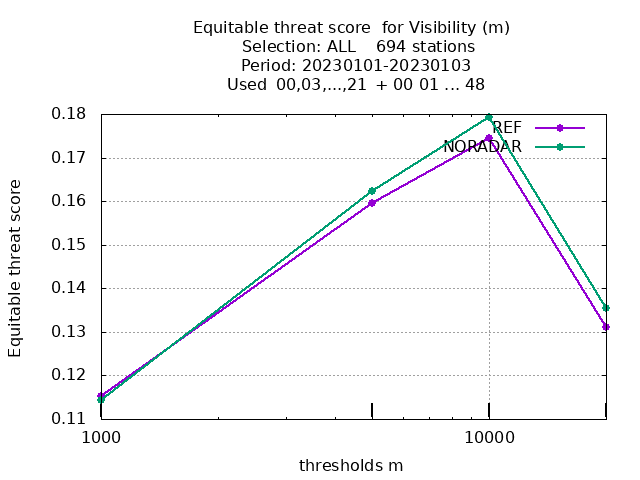 Equitable threat score  for Visibility (m)
Selection: ALL    694 stations
Period: 20230101-20230103
Used  00,03,...,21  + 00 01 ... 48
0.18
0.17
0.16
0.15
0.14
0.13
0.12
0.11
Equitable threat score
REF
NORADAR
1000
10000
thresholds m